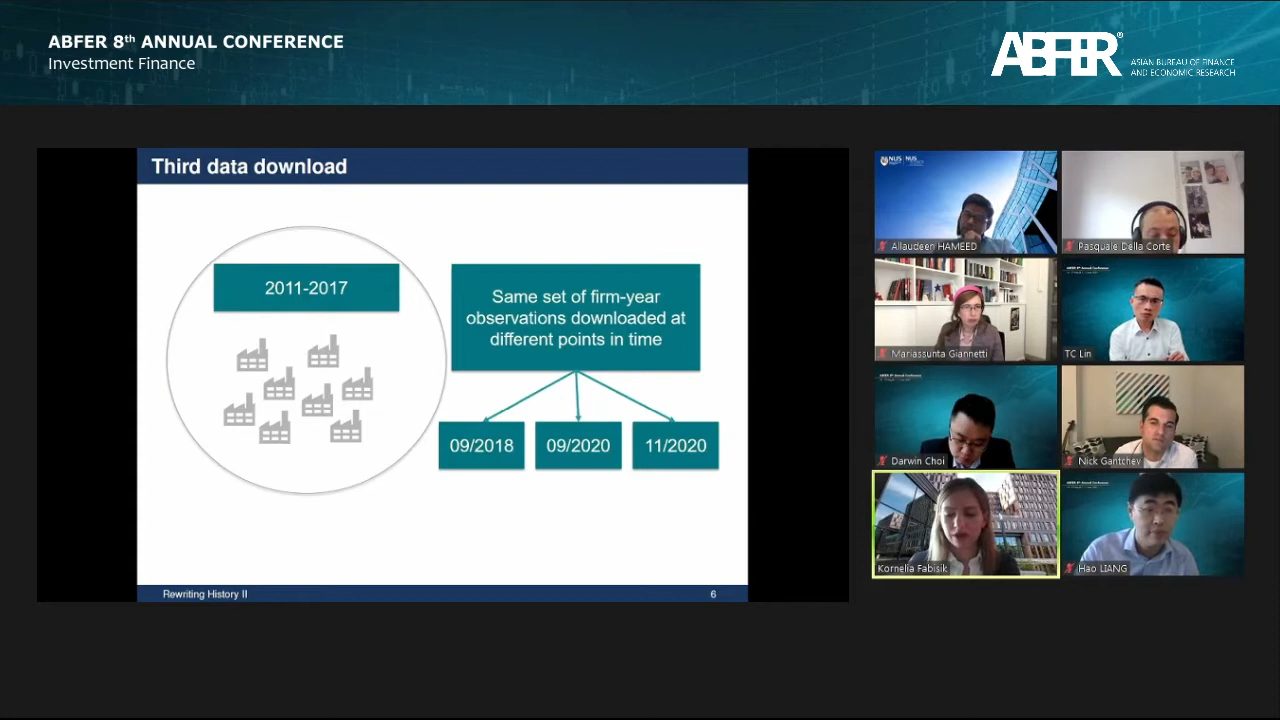 ABFER 8th ANNUAL CONFERENCE
Investment Finance
ABFER®
ASIAN BUREAU OF FINANCE
AND ECONOMIC RESEARCH
Third data download
2011-2017
Same set of firm-year
observations downloaded at
different points in time
09/2018
09/2020
11/2020
Rewriting History II
6
NUS
NUS
Allaudeen HAMEED
Pasquale Della Corte
Mariassunta Giannetti
TC Lin
Darwin Choi
Nick Gantchev
Kornelia Fabisik
Hao LIANG